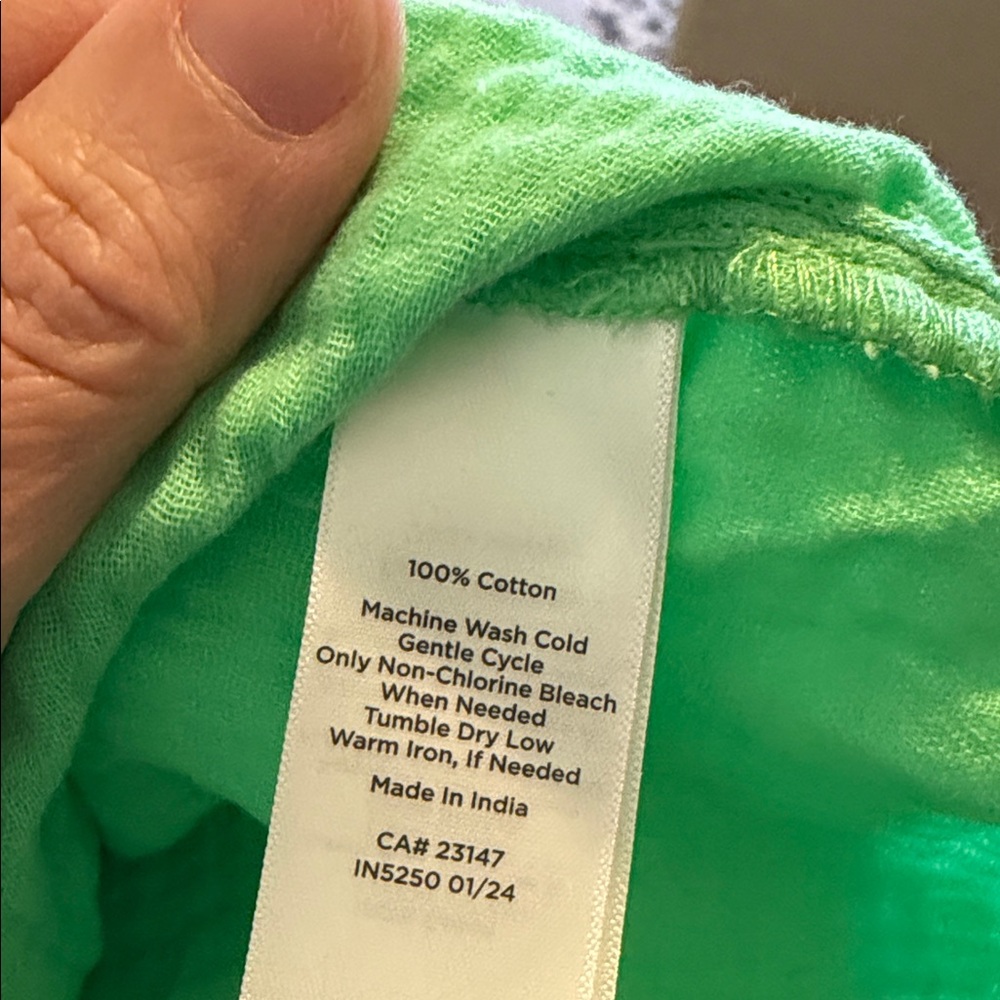 100% Cotton
Machine Wash Cold
Gentle Cycle
Only Non-Chlorine Bleach
When Needed
Tumble Dry Low
Warm Iron, If Needed
Made In India
CA# 23147
IN5250 01/24